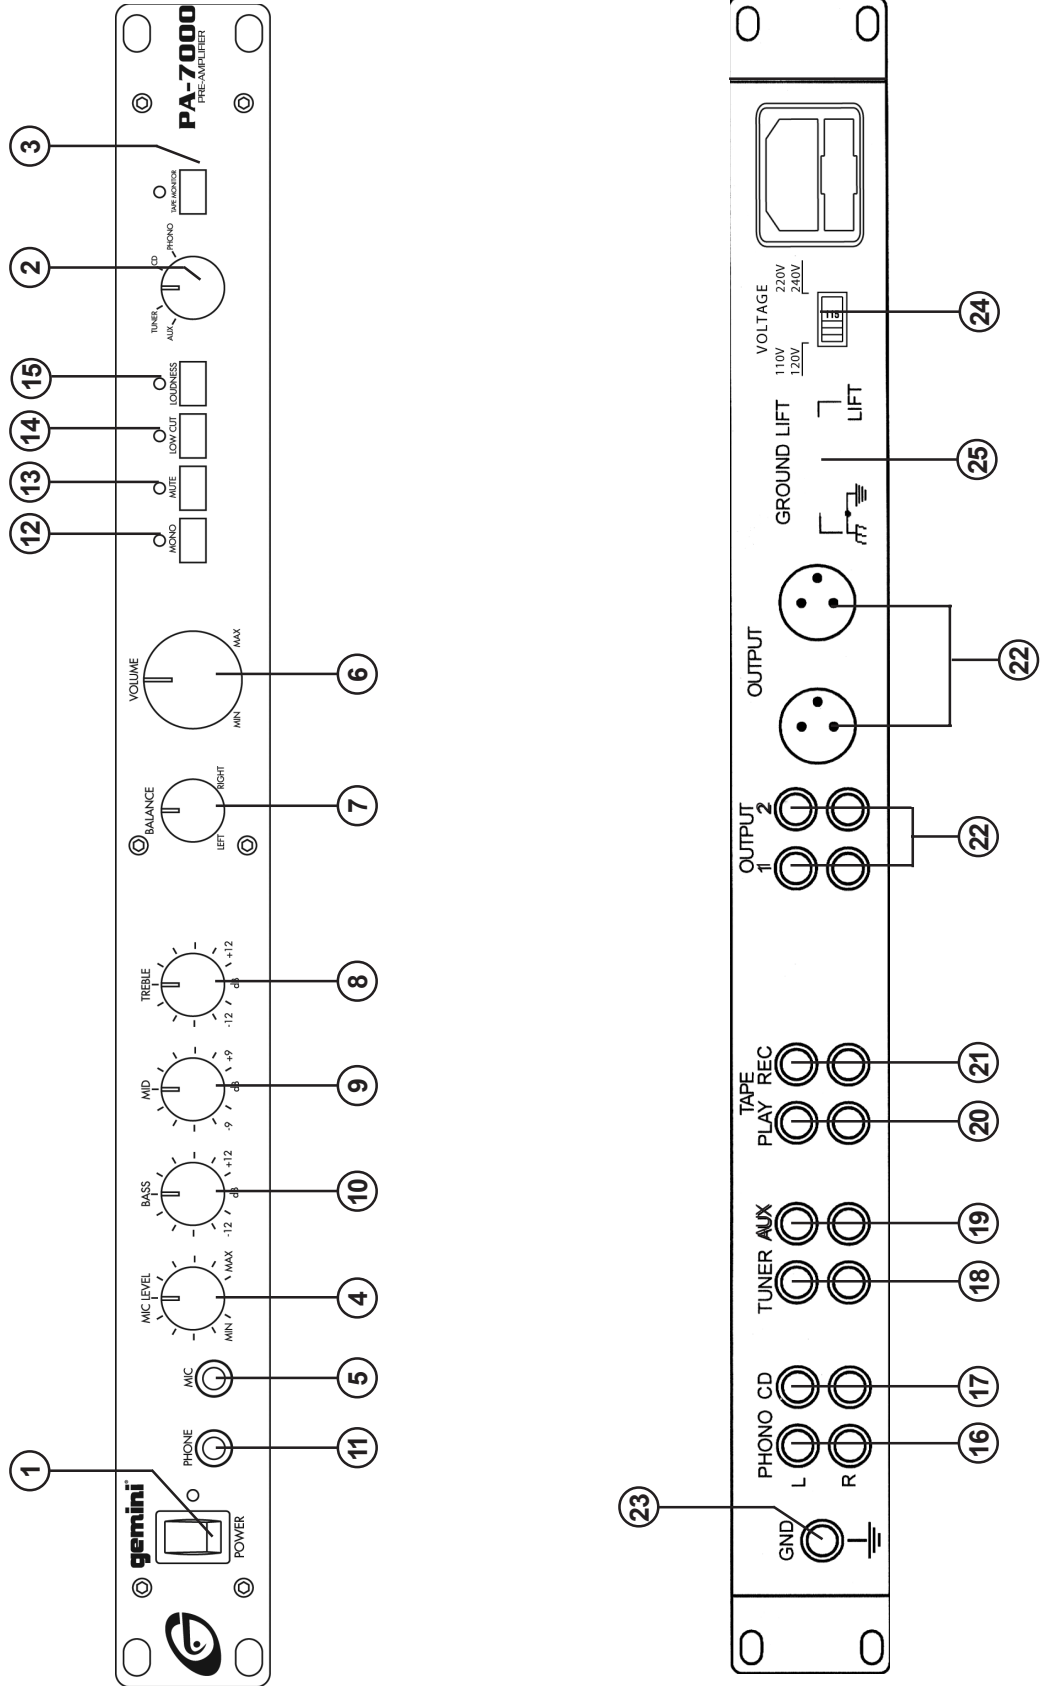 3
2
15
14
13
12
1
gemini®
POWER
PHONE
MIC
MIC LEVEL
MIN
MAX
BASS
-12
dB
+12
MID
-9
dB
+9
TREBLE
-12
dB
+12
BALANCE
LEFT
RIGHT
VOLUME
MIN
MAX
MONO
MUTE
LOW CUT
LOUDNESS
AUX
TUNER
CD
PHONO
TAPE MONITOR
PA-7000
PRE-AMPLIFIER
11
5
4
10
9
8
7
6
23
GND
PHONO
CD
L
R
TUNER
AUX
TAPE
PLAY
REC
OUTPUT
1
2
OUTPUT
GROUND LIFT
LIFT
VOLTAGE
110V
120V
220V
240V
115
16
17
18
19
20
21
22
22
25
24